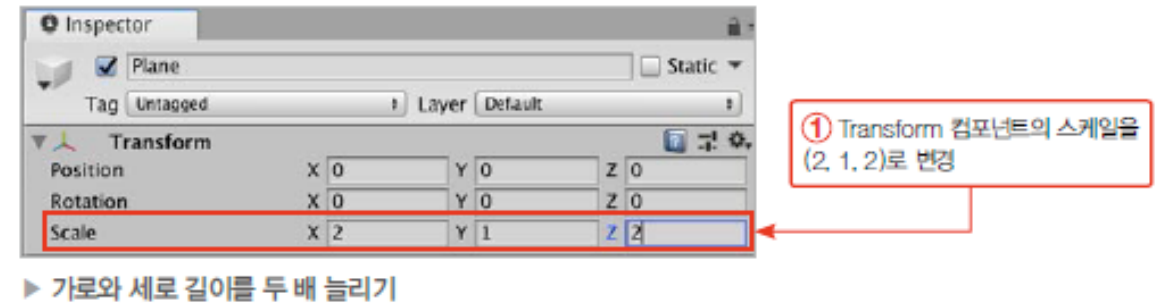 Inspector
Plane
Static
Tag Untagged Layer Default
Transform
Position X 0 Y 0 Z 0
Rotation X 0 Y 0 Z 0
Scale X 2 Y 1 Z 2
① Transform 컴포넌트의 스케일을
(2, 1, 2)로 변경
▶ 가로와 세로 길이를 두 배 늘리기